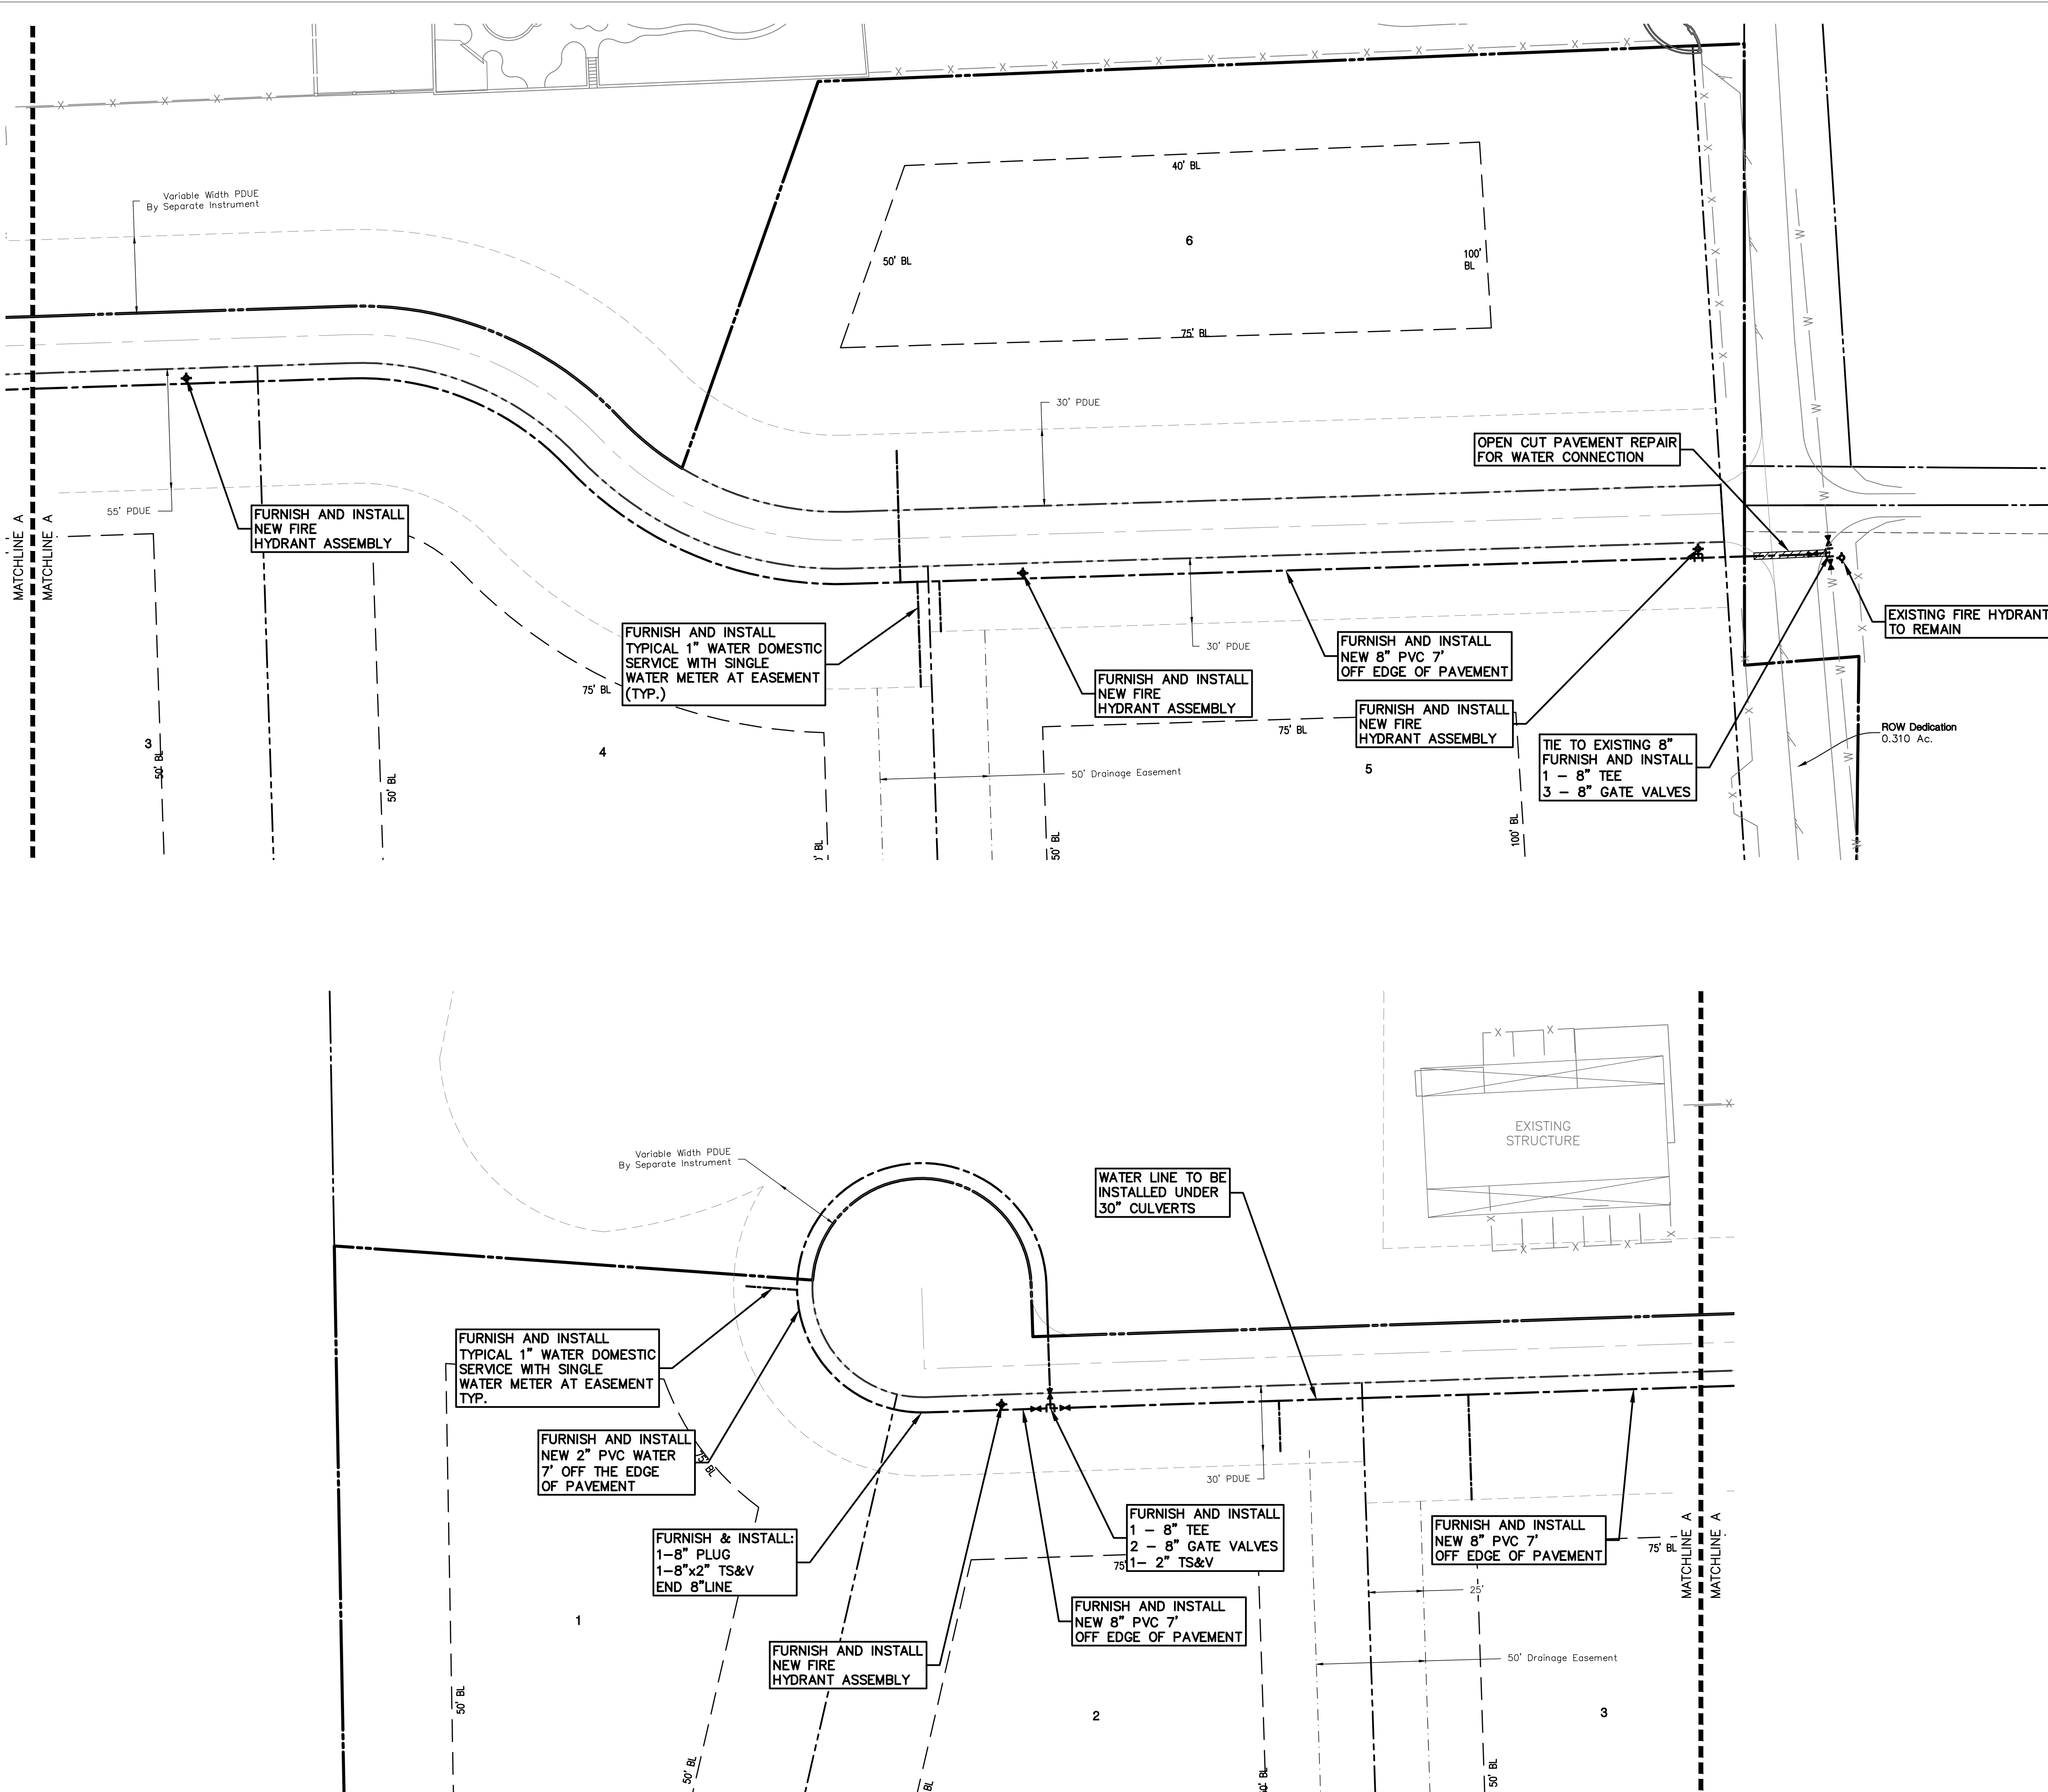 Variable Width PDUE
By Separate Instrument
40' BL
6
50' BL
100'
BL
75' BL
30' PDUE
OPEN CUT PAVEMENT REPAIR
FOR WATER CONNECTION
55' PDUE
FURNISH AND INSTALL
NEW FIRE
HYDRANT ASSEMBLY
MATCHLINE A
MATCHLINE A
EXISTING FIRE HYDRANT
TO REMAIN
FURNISH AND INSTALL
TYPICAL 1" WATER DOMESTIC
SERVICE WITH SINGLE
WATER METER AT EASEMENT
(TYP.)
30' PDUE
FURNISH AND INSTALL
NEW 8" PVC 7'
OFF EDGE OF PAVEMENT
FURNISH AND INSTALL
NEW FIRE
HYDRANT ASSEMBLY
75' BL
FURNISH AND INSTALL
NEW FIRE
HYDRANT ASSEMBLY
75' BL
ROW Dedication
0.310 Ac.
TIE TO EXISTING 8"
FURNISH AND INSTALL
1 - 8" TEE
3 - 8" GATE VALVES
3
4
5
50' BL
50' BL
50' Drainage Easement
BL
50' BL
100' BL
X
W
EXISTING
STRUCTURE
Variable Width PDUE
By Separate Instrument
WATER LINE TO BE
INSTALLED UNDER
30" CULVERTS
FURNISH AND INSTALL
TYPICAL 1" WATER DOMESTIC
SERVICE WITH SINGLE
WATER METER AT EASEMENT
TYP.
FURNISH AND INSTALL
NEW 2" PVC WATER
7' OFF THE EDGE
OF PAVEMENT
75' BL
30' PDUE
FURNISH & INSTALL:
1-8" PLUG
1-8"x2" TS&V
END 8"LINE
FURNISH AND INSTALL
1 - 8" TEE
2 - 8" GATE VALVES
1- 2" TS&V
75'
FURNISH AND INSTALL
NEW 8" PVC 7'
OFF EDGE OF PAVEMENT
75' BL
MATCHLINE A
MATCHLINE A
25'
FURNISH AND INSTALL
NEW 8" PVC 7'
OFF EDGE OF PAVEMENT
1
FURNISH AND INSTALL
NEW FIRE
HYDRANT ASSEMBLY
50' Drainage Easement
2
3
50' BL
50' BL
BL
BL
50' BL